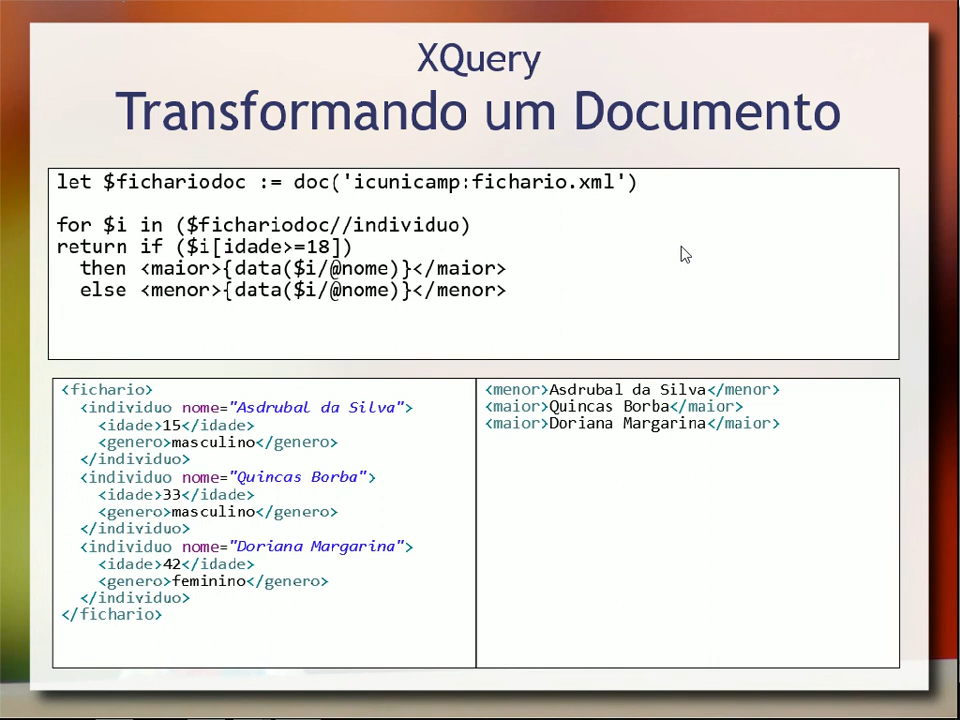 XQuery
Transformando um Documento
let $fichariodoc := doc('icunicamp:fichario.xml')
for $i in ($fichariodoc//individuo)
return if ($i[idade>=18])
then <maior>{data($i/@nome)}</maior>
else <menor>{data($i/@nome)}</menor>
<fichario>
<individuo nome="Asdrubal da Silva">
<idade>15</idade>
<genero>masculino</genero>
</individuo>
<individuo nome="Quincas Borba">
<idade>33</idade>
<genero>masculino</genero>
</individuo>
<individuo nome="Doriana Margarina">
<idade>42</idade>
<genero>feminino</genero>
</individuo>
</fichario>
<menor>Asdrubal da Silva</menor>
<maior>Quincas Borba</maior>
<maior>Doriana Margarina</maior>